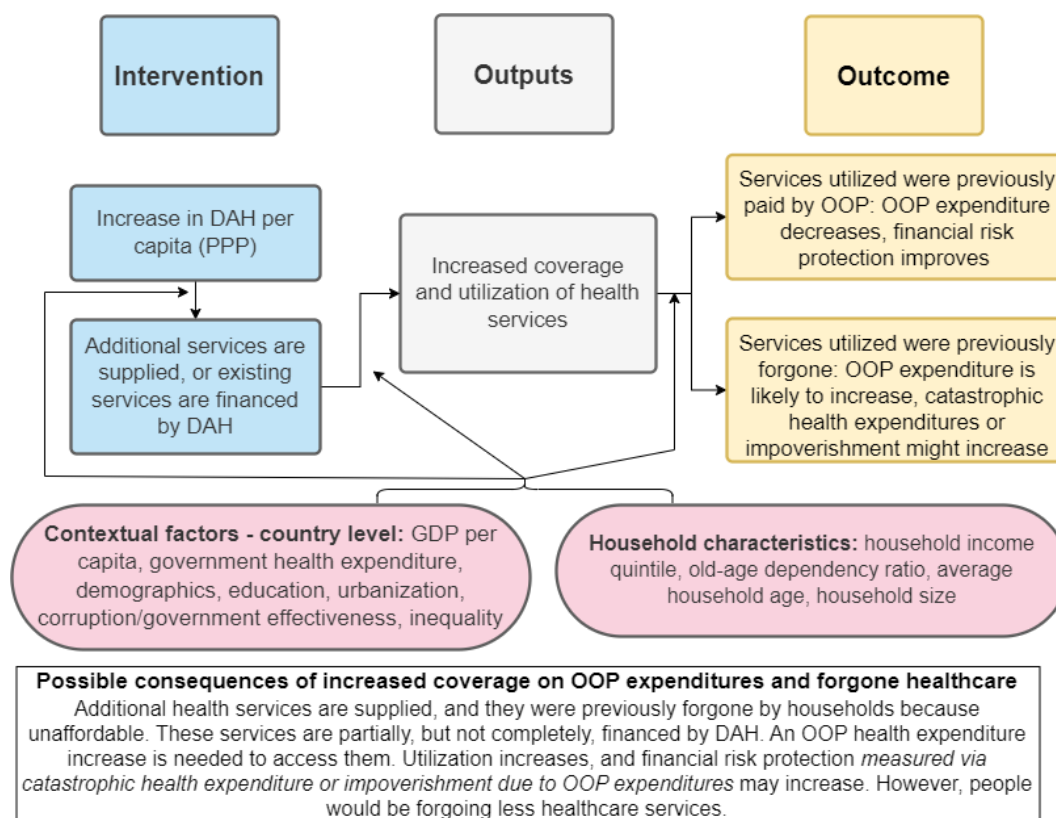 Intervention
Outputs
Outcome
Increase in DAH per
capita (PPP)
Additional services are
supplied, or existing
services are financed
by DAH
Increased coverage
and utilization of health
services
Services utilized were previously
paid by OOP: OOP expenditure
decreases, financial risk
protection improves
Services utilized were previously
forgone: OOP expenditure is
likely to increase, catastrophic
health expenditures or
impoverishment might increase
Contextual factors - country level: GDP per
capita, government health expenditure,
demographics, education, urbanization,
corruption/government effectiveness, inequality
Household characteristics: household income
quintile, old-age dependency ratio, average
household age, household size
Possible consequences of increased coverage on OOP expenditures and forgone healthcare
Additional health services are supplied, and they were previously forgone by households because
unaffordable. These services are partially, but not completely, financed by DAH. An OOP health expenditure
increase is needed to access them. Utilization increases, and financial risk protection measured via
catastrophic health expenditure or impoverishment due to OOP expenditures may increase. However, people
would be forgoing less healthcare services.